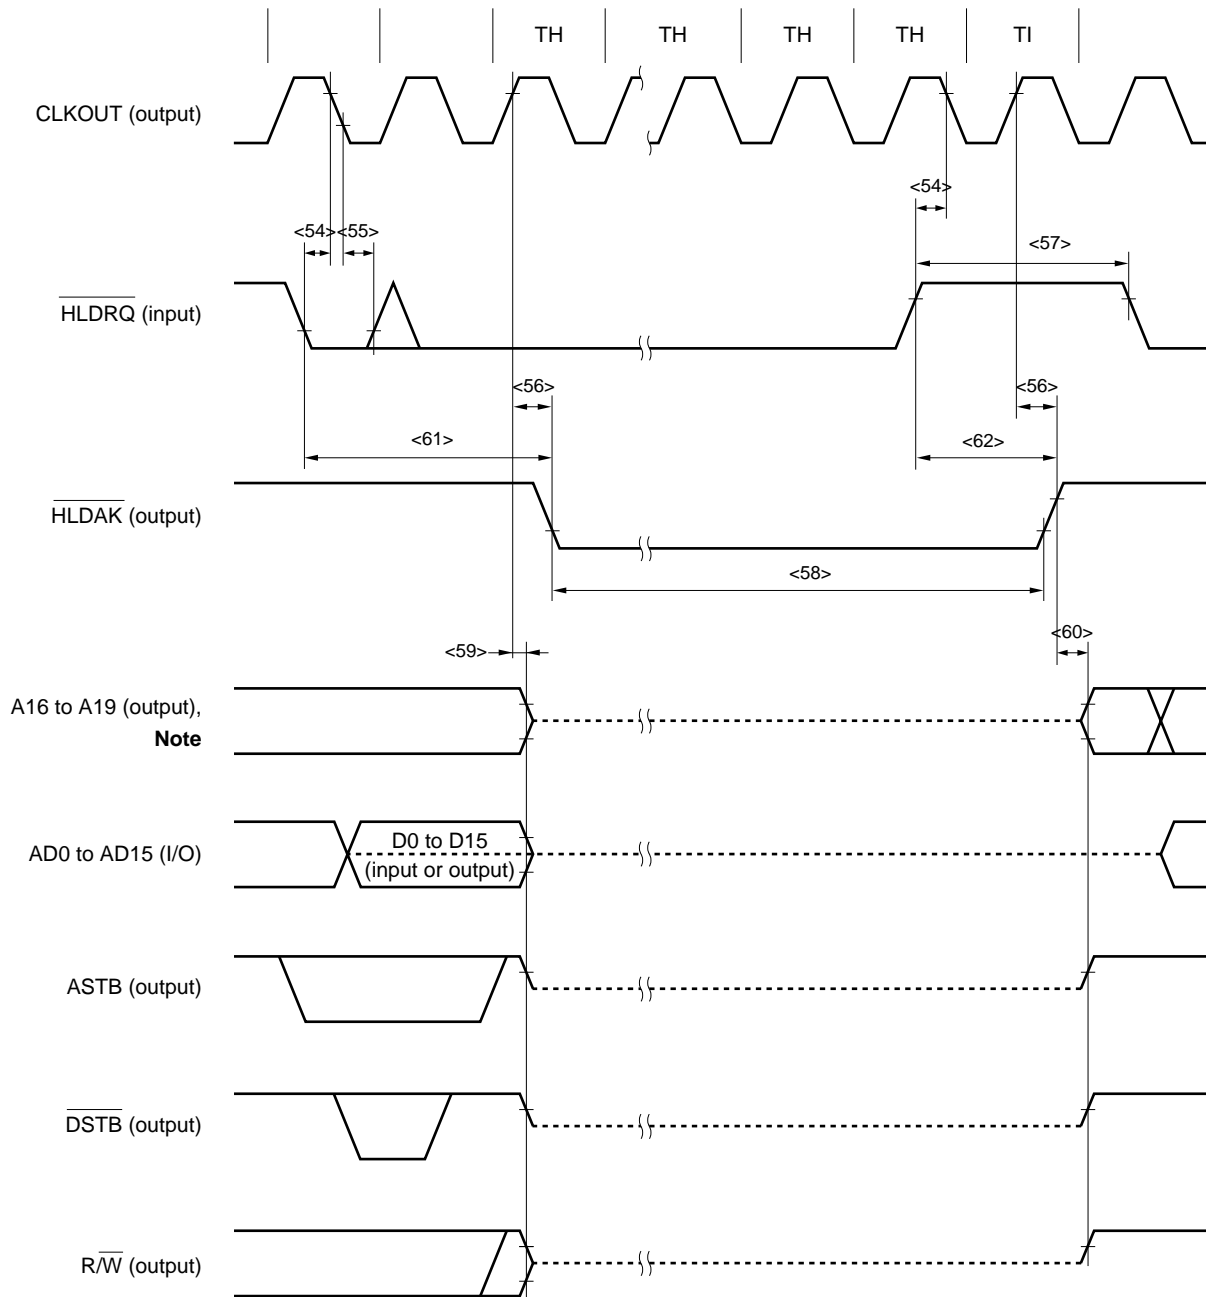 TH TH TH TH TI
CLKOUT (output)
<54>
<54> <55> <57>
HLDRQ (input)
<56> <56>
<61> <62>
HLDAK (output)
<58>
<59> <60>
A16 to A19 (output),
Note
D0 to D15
AD0 to AD15 (I/O)
(input or output)
ASTB (output)
DSTB (output)
R/W (output)